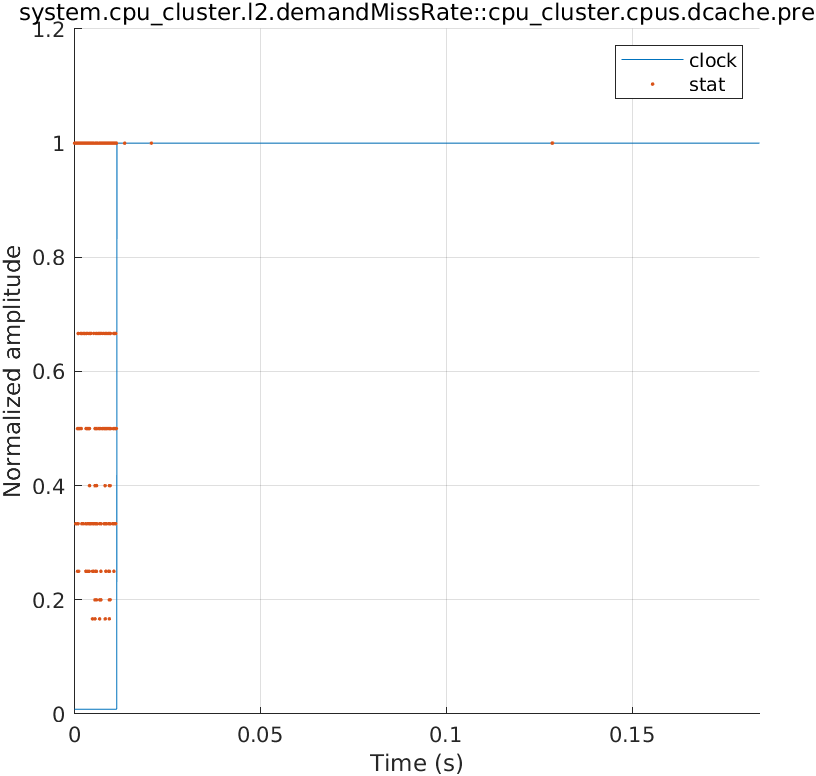 system.cpu_cluster.l2.demandMissRate::cpu_cluster.cpus.dcache.pre
1.2
clock
stat
1
0.8
0.6
0.4
0.2
0
Normalized amplitude
0
0.05
0.1
0.15
Time (s)